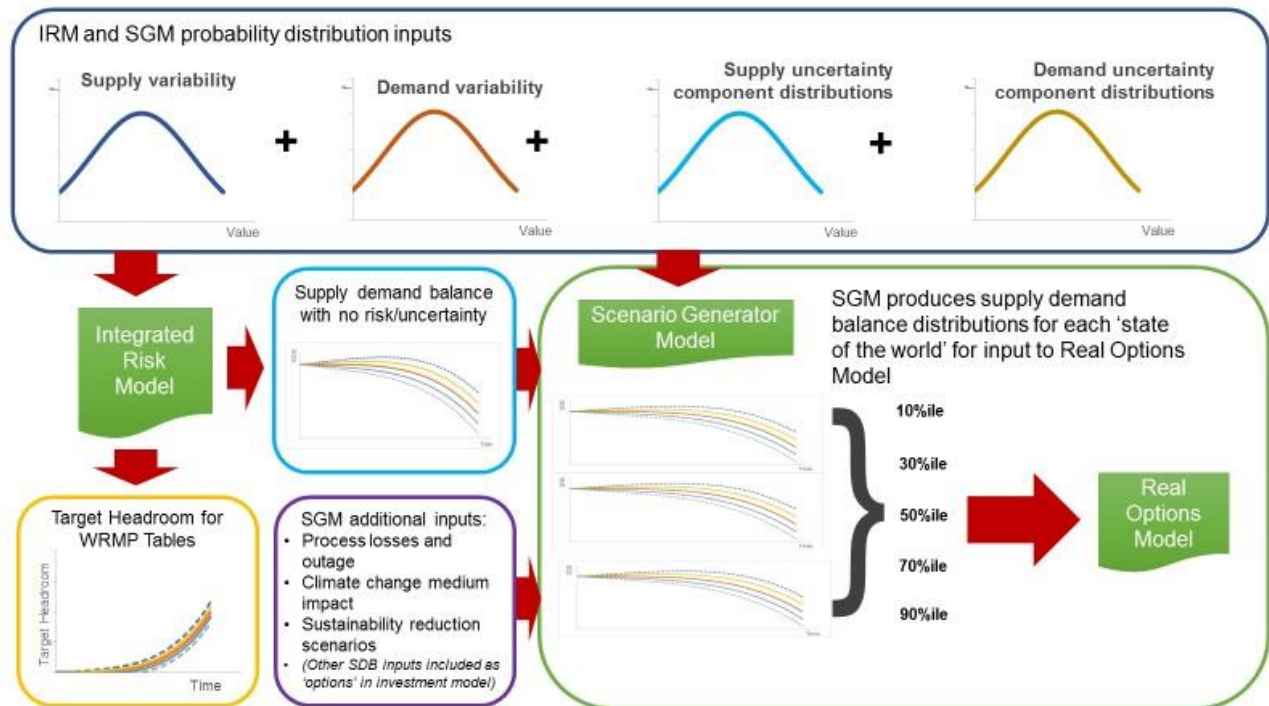 IRM and SGM probability distribution inputs
Supply variability
Value
+
Demand variability
Value
+
Supply uncertainty
component distributions
Value
+
Demand uncertainty
component distributions
Value
Integrated
Risk
Model
Supply demand balance
with no risk/uncertainty
Time
Scenario Generator
Model
SGM produces supply demand
balance distributions for each ‘state
of the world’ for input to Real Options
Model
10%ile
30%ile
50%ile
70%ile
90%ile
Real
Options
Model
Target Headroom for
WRMP Tables
Target Headroom
Time
SGM additional inputs:
• Process losses and
outage
• Climate change medium
impact
• Sustainability reduction
scenarios
• (Other SDB inputs included as
‘options’ in investment model)